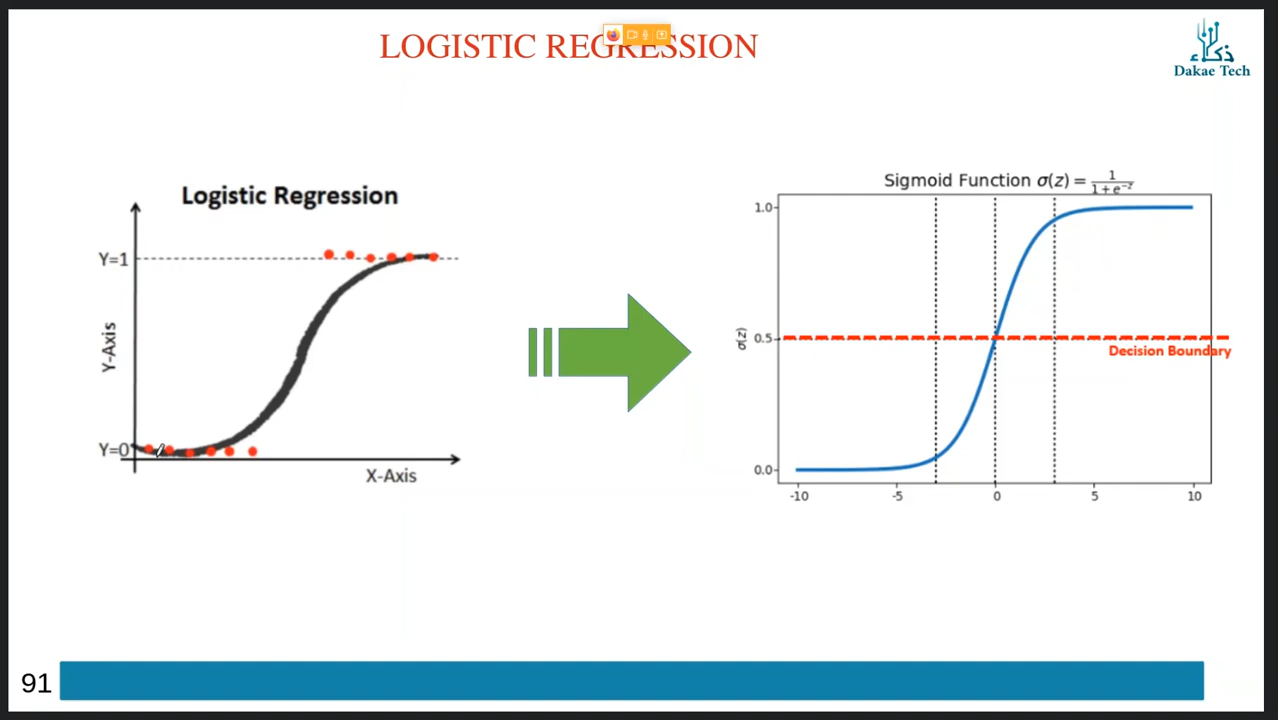 LOGISTIC REGRESSION
ذكاء
Dakae Tech
Logistic Regression
Y=1
Y-Axis
Y=0
X-Axis
Sigmoid Function σ(z) = 1/(1+e^-z)
1.0
σ(z)
0.5
Decision Boundary
0.0
-10
-5
0
5
10
91